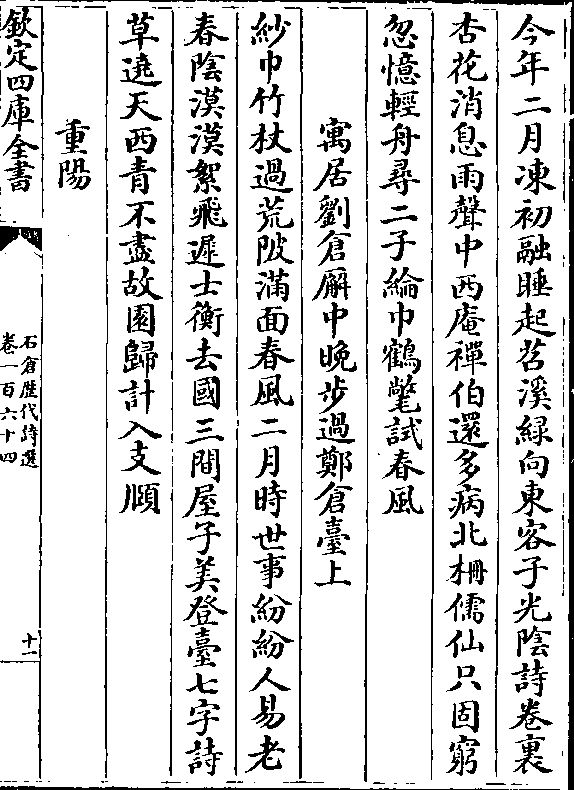 今年二月凍初融睡起苕溪緑向東客子光陰詩卷裏
杏花消息雨聲中西庵禪伯還多病北柵儒仙只固窮
忽憶輕舟尋二子綸巾鶴氅試春風
寓居劉倉廨中晚步過鄭倉臺上
紗巾竹杖過荒陂滿面春風二月時世事紛紛人易老
春陰漠漠絮飛遲士衡去國三間屋子美登臺七字詩
草遶天西青不盡故園歸計入支頤
重陽
欽定四庫全書
石倉歷代詩選
卷一百六十四
十一